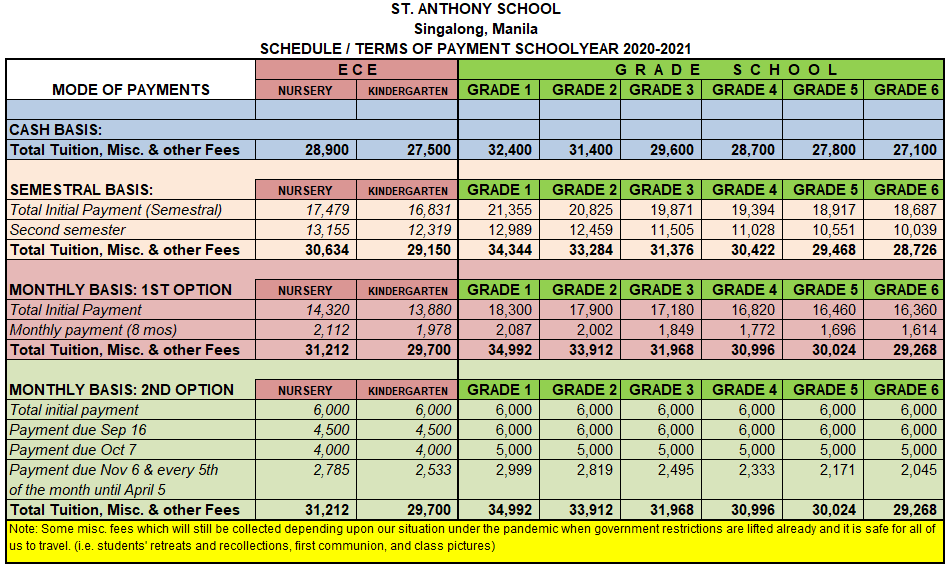 ST. ANTHONY SCHOOL
Singalong, Manila
SCHEDULE / TERMS OF PAYMENT SCHOOLYEAR 2020-2021
MODE OF PAYMENTS ECE GRADE SCHOOL
NURSERY KINDERGARTEN GRADE 1 GRADE 2 GRADE 3 GRADE 4 GRADE 5 GRADE 6
CASH BASIS:
Total Tuition, Misc. & other Fees 28,900 27,500 32,400 31,400 29,600 28,700 27,800 27,100
SEMESTRAL BASIS: NURSERY KINDERGARTEN GRADE 1 GRADE 2 GRADE 3 GRADE 4 GRADE 5 GRADE 6
Total Initial Payment (Semestral) 17,479 16,831 21,355 20,825 19,871 19,394 18,917 18,687
Second semester 13,155 12,319 12,989 12,459 11,505 11,028 10,551 10,039
Total Tuition, Misc. & other Fees 30,634 29,150 34,344 33,284 31,376 30,422 29,468 28,726
MONTHLY BASIS: 1ST OPTION NURSERY KINDERGARTEN GRADE 1 GRADE 2 GRADE 3 GRADE 4 GRADE 5 GRADE 6
Total Initial Payment 14,320 13,880 18,300 17,900 17,180 16,820 16,460 16,360
Monthly payment (8 mos) 2,112 1,978 2,087 2,002 1,849 1,772 1,696 1,614
Total Tuition, Misc. & other Fees 31,212 29,700 34,992 33,912 31,968 30,996 30,024 29,268
MONTHLY BASIS: 2ND OPTION NURSERY KINDERGARTEN GRADE 1 GRADE 2 GRADE 3 GRADE 4 GRADE 5 GRADE 6
Total initial payment 6,000 6,000 6,000 6,000 6,000 6,000 6,000 6,000
Payment due Sep 16 4,500 4,500 6,000 6,000 6,000 6,000 6,000 6,000
Payment due Oct 7 4,000 4,000 5,000 5,000 5,000 5,000 5,000 5,000
Payment due Nov 6 & every 5th 2,785 2,533 2,999 2,819 2,495 2,333 2,171 2,045
of the month until April 5
Total Tuition, Misc. & other Fees 31,212 29,700 34,992 33,912 31,968 30,996 30,024 29,268
Note: Some misc. fees which will still be collected depending upon our situation under the pandemic when government restrictions are lifted already and it is safe for all of
us to travel. (i.e. students' retreats and recollections, first communion, and class pictures)